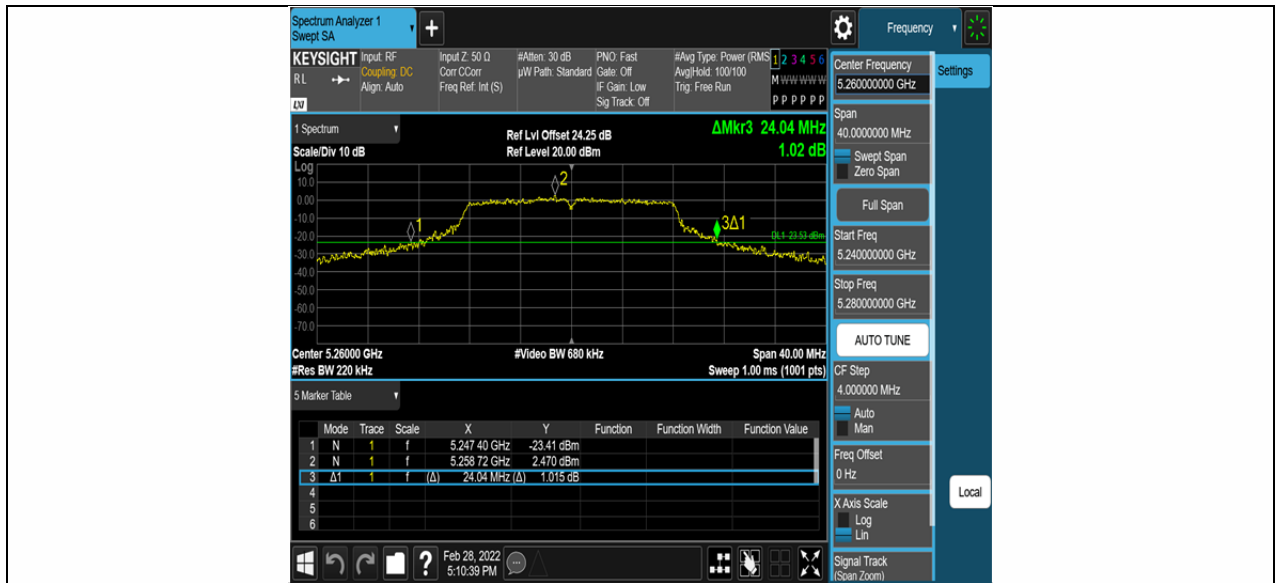 Spectrum Analyzer 1
Swept SA
+
Frequency
KEYSIGHT
RL
LXI
Input: RF
Coupling: DC
Align: Auto
Input Z: 50 Ω
Corr CCorr
Freq Ref: Int (S)
#Atten: 30 dB
µW Path: Standard
PNO: Fast
Gate: Off
IF Gain: Low
Sig Track: Off
#Avg Type: Power (RMS
Avg|Hold: 100/100
Trig: Free Run
1 2 3 4 5 6
M W W W W W
P P P P P P
1 Spectrum
Scale/Div 10 dB
Ref Lvl Offset 24.25 dB
Ref Level 20.00 dBm
ΔMkr3 24.04 MHz
1.02 dB
Log
10.0
0.00
-10.0
-20.0
-30.0
-40.0
-50.0
-60.0
-70.0
1
2
3Δ1
DL1 -23.53 dBm
Center 5.26000 GHz
#Video BW 680 kHz
Span 40.00 MHz
#Res BW 220 kHz
Sweep 1.00 ms (1001 pts)
5 Marker Table
Mode Trace Scale X Y Function Function Width Function Value
1 N 1 f 5.247 40 GHz -23.41 dBm
2 N 1 f 5.258 72 GHz 2.470 dBm
3 Δ1 1 f (Δ) 24.04 MHz (Δ) 1.015 dB
4
5
6
?
Feb 28, 2022
5:10:39 PM
Center Frequency
5.260000000 GHz
Span
40.0000000 MHz
Swept Span
Zero Span
Full Span
Start Freq
5.240000000 GHz
Stop Freq
5.280000000 GHz
AUTO TUNE
CF Step
4.000000 MHz
Auto
Man
Freq Offset
0 Hz
X Axis Scale
Log
Lin
Signal Track
(Span Zoom)
Settings
Local